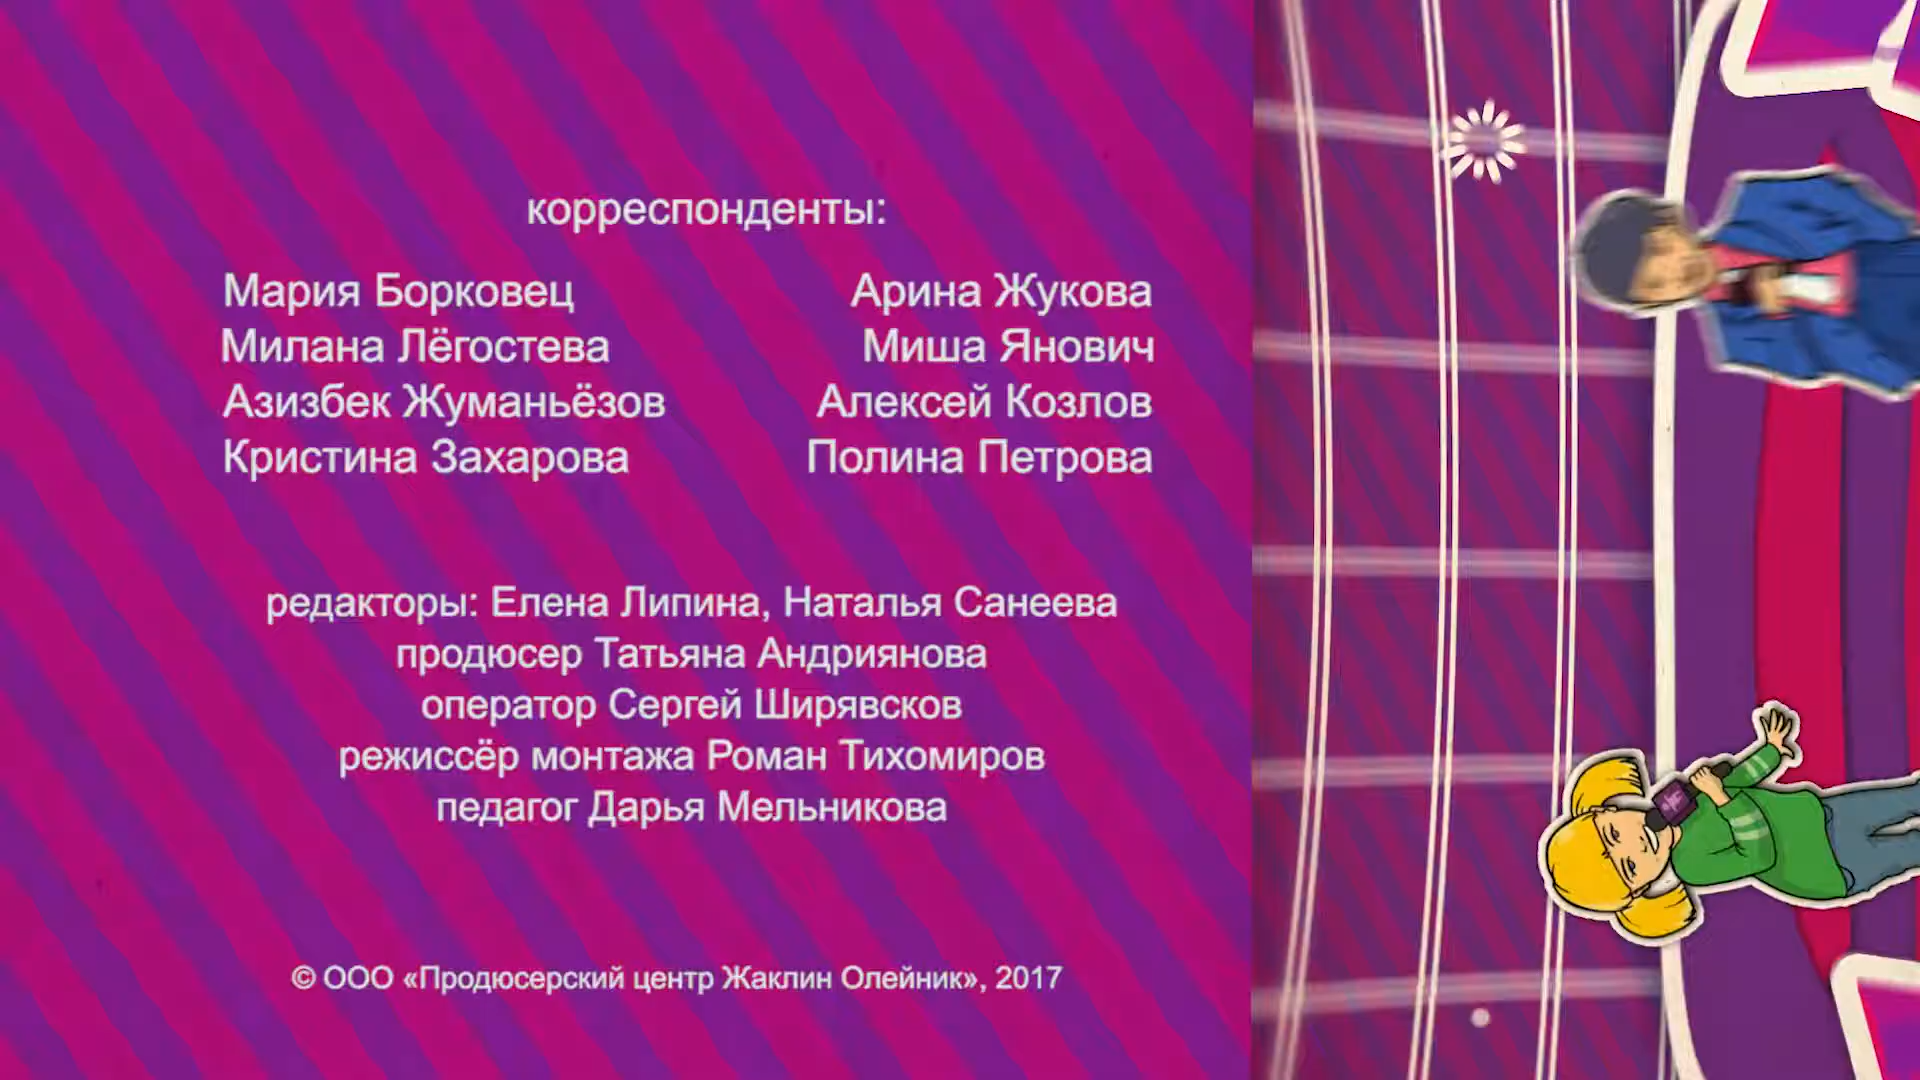 корреспонденты:
Мария Борковец Арина Жукова
Милана Лёгостева Миша Янович
Азизбек Жуманьёзов Алексей Козлов
Кристина Захарова Полина Петрова
редакторы: Елена Липина, Наталья Санеева
продюсер Татьяна Андриянова
оператор Сергей Ширявсков
режиссёр монтажа Роман Тихомиров
педагог Дарья Мельникова
© ООО «Продюсерский центр Жаклин Олейник», 2017